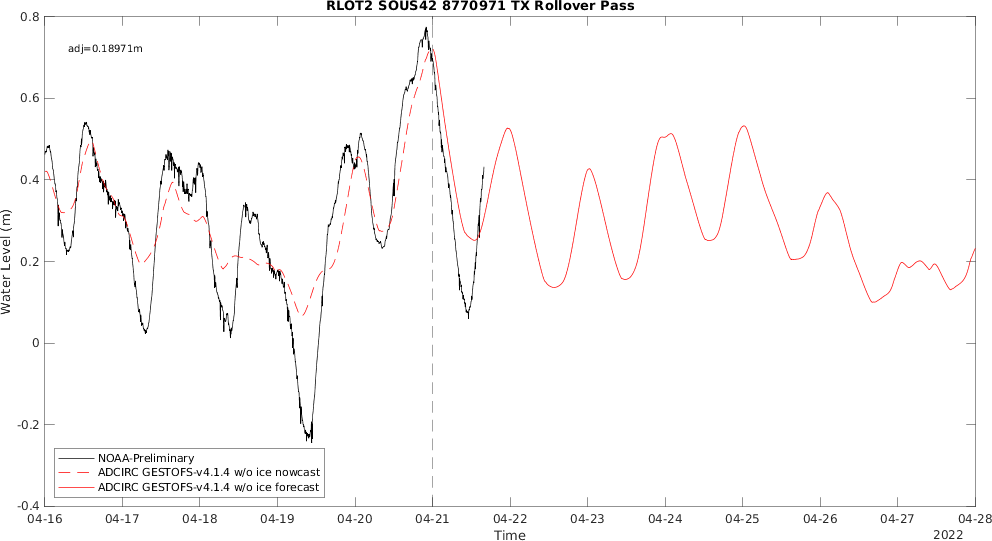 RLOT2 SOUS42 8770971 TX Rollover Pass
adj=0.18971m
Water Level (m)
0.8
0.6
0.4
0.2
0
-0.2
-0.4
NOAA-Preliminary
ADCIRC GESTOFS-v4.1.4 w/o ice nowcast
ADCIRC GESTOFS-v4.1.4 w/o ice forecast
04-16 04-17 04-18 04-19 04-20 04-21 04-22 04-23 04-24 04-25 04-26 04-27 04-28
Time
2022